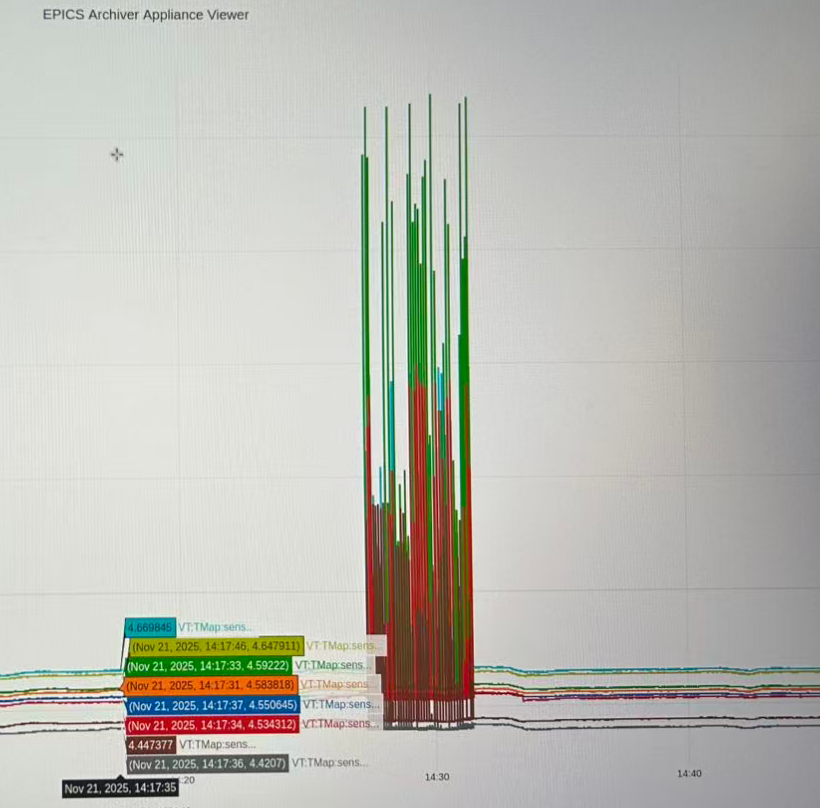 EPICS Archiver Appliance Viewer
4.669845 VT:TMap:sens...
(Nov 21, 2025, 14:17:46, 4.647911) VT:TMap:sens...
(Nov 21, 2025, 14:17:33, 4.59222) VT:TMap:sens...
(Nov 21, 2025, 14:17:31, 4.583818) VT:TMap:sens
(Nov 21, 2025, 14:17:37, 4.550645) VT:TMap:sens...
(Nov 21, 2025, 14:17:34, 4.534312) VT:TMap:sens...
4.447377 VT:TMap:sens...
(Nov 21, 2025, 14:17:36, 4.4207) VT:TMap:sens...
:20 14:30 14:40
Nov 21, 2025, 14:17:35